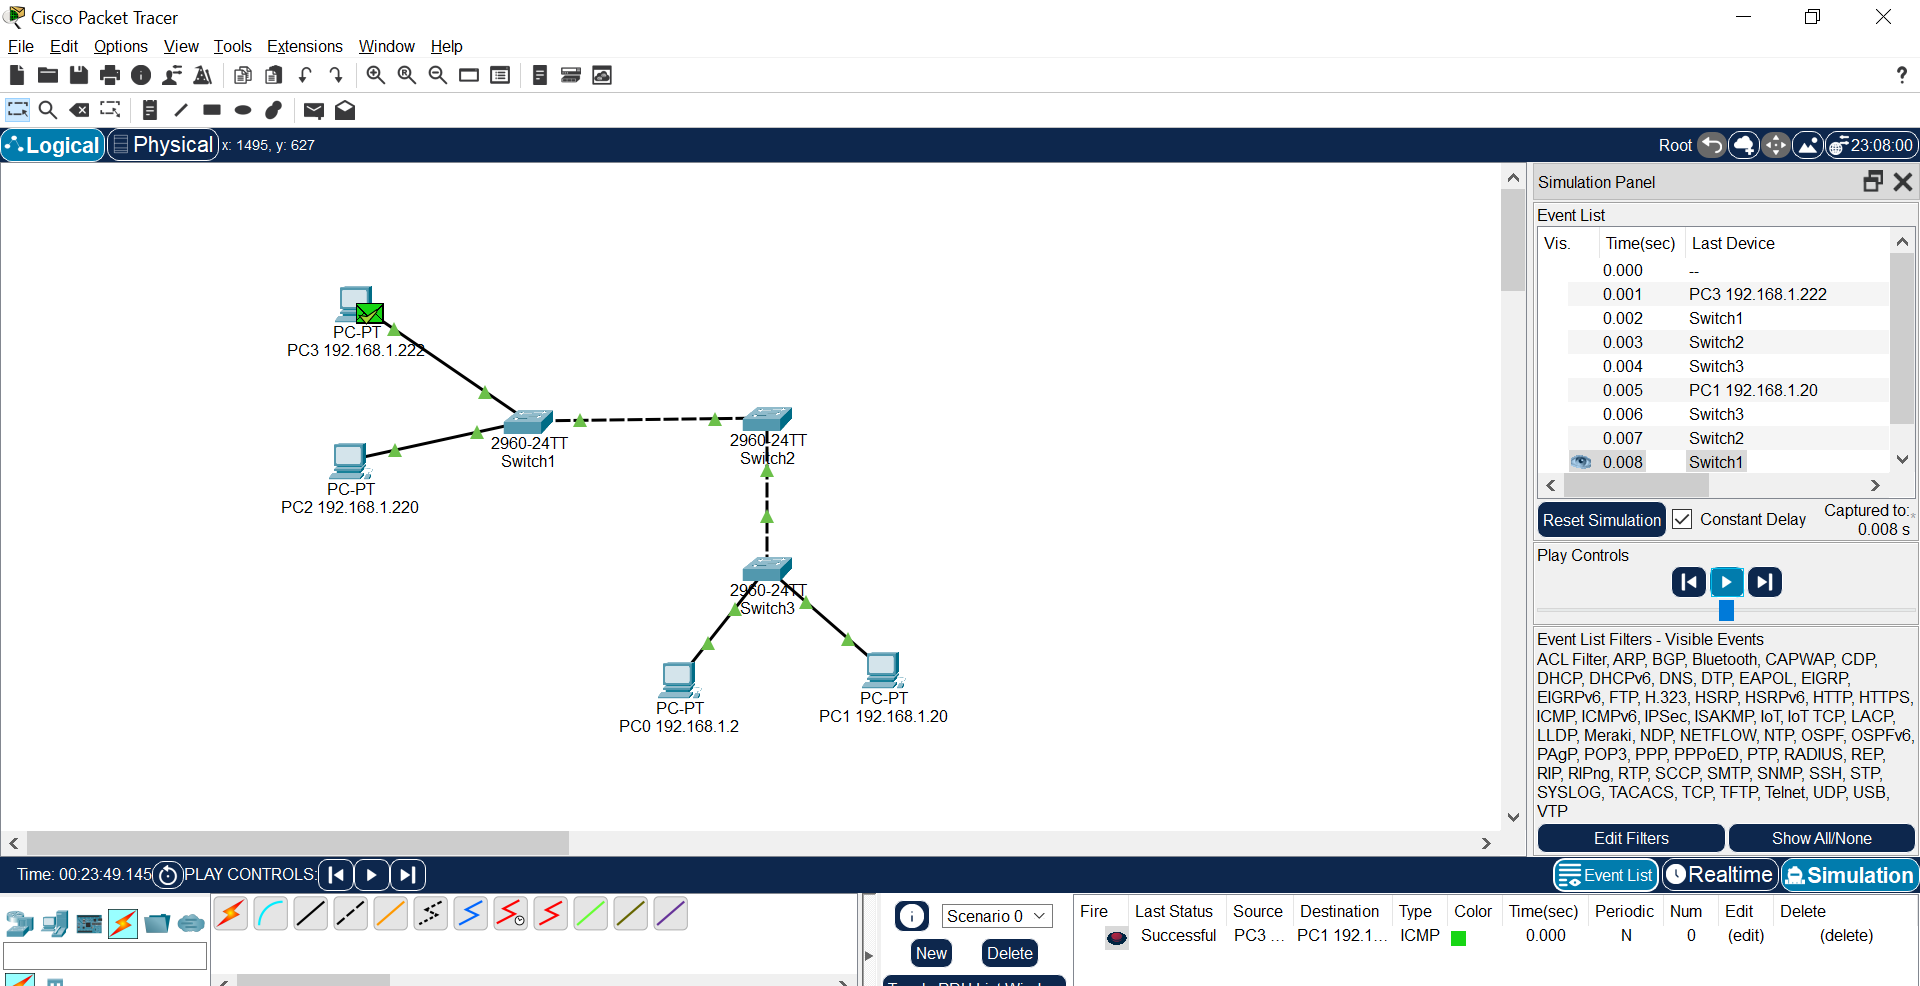 Cisco Packet Tracer
File Edit Options View Tools Extensions Window Help
?
Logical Physical x: 1495, y: 627 Root 23:08:00
PC-PT
PC3 192.168.1.222
PC-PT
PC2 192.168.1.220
2960-24TT
Switch1
2960-24TT
Switch2
2960-24TT
Switch3
PC-PT
PC0 192.168.1.2
PC-PT
PC1 192.168.1.20
Simulation Panel
Event List
Vis. Time(sec) Last Device
0.000 --
0.001 PC3 192.168.1.222
0.002 Switch1
0.003 Switch2
0.004 Switch3
0.005 PC1 192.168.1.20
0.006 Switch3
0.007 Switch2
0.008 Switch1
Reset Simulation Constant Delay Captured to:
0.008 s
Play Controls
Event List Filters - Visible Events
ACL Filter, ARP, BGP, Bluetooth, CAPWAP, CDP,
DHCP, DHCPv6, DNS, DTP, EAPOL, EIGRP,
EIGRPv6, FTP, H.323, HSRP, HSRPv6, HTTP, HTTPS,
ICMP, ICMPv6, IPSec, ISAKMP, IoT, IoT TCP, LACP,
LLDP, Meraki, NDP, NETFLOW, NTP, OSPF, OSPFv6,
PAgP, POP3, PPP, PPPoED, PTP, RADIUS, REP,
RIP, RIPng, RTP, SCCP, SMTP, SNMP, SSH, STP,
SYSLOG, TACACS, TCP, TFTP, Telnet, UDP, USB,
VTP
Edit Filters Show All/None
Time: 00:23:49.145 PLAY CONTROLS: Event List Realtime Simulation
Scenario 0
New Delete
Fire Last Status Source Destination Type Color Time(sec) Periodic Num Edit Delete
Successful PC3 ... PC1 192.1... ICMP 0.000 N 0 (edit) (delete)